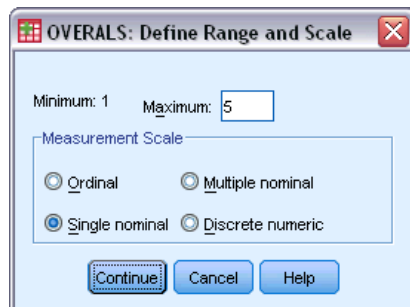 OVERALS: Define Range and Scale
Minimum: 1 Maximum: 5
Measurement Scale
Ordinal Multiple nominal
Single nominal Discrete numeric
Continue Cancel Help